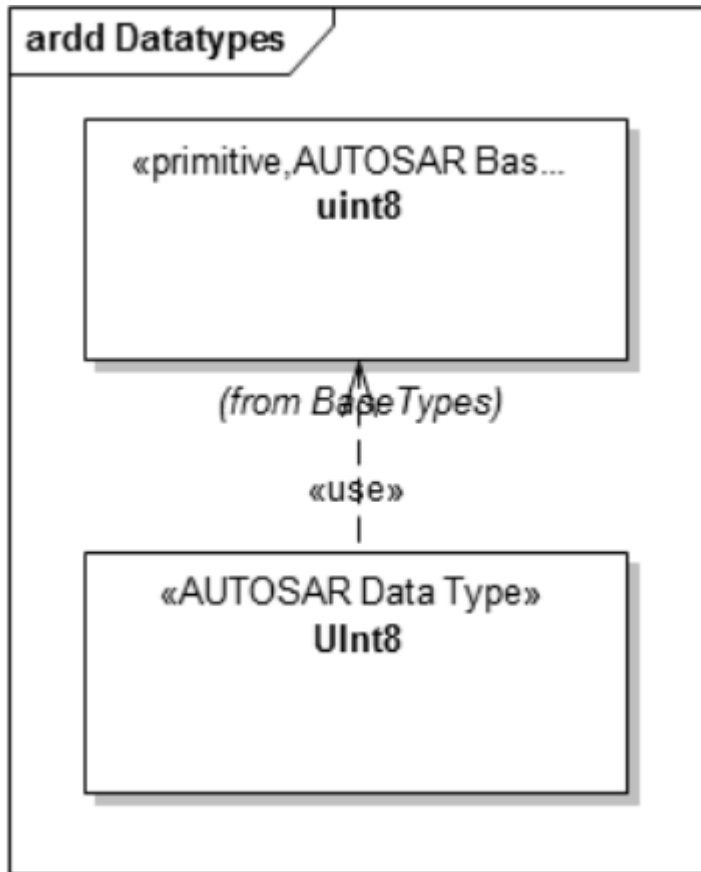 ardd Datatypes
«primitive,AUTOSAR Bas...
uint8
(from BaseTypes)
«use»
«AUTOSAR Data Type»
UInt8